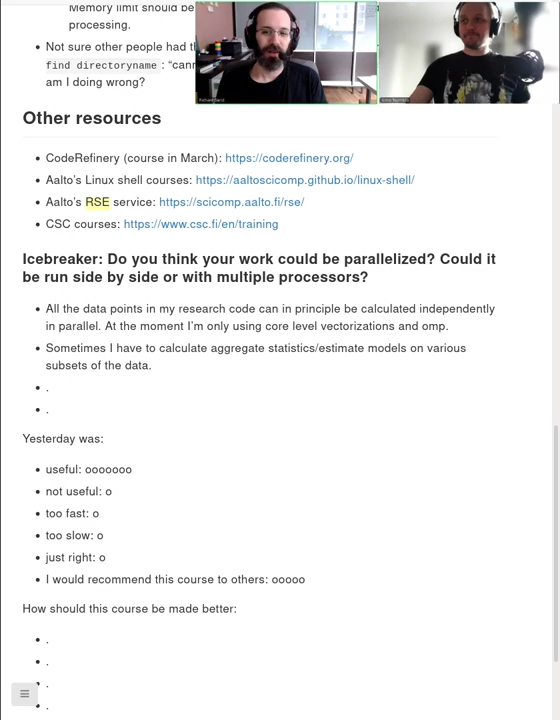 Memory limit should be
processing.
• Not sure other people had t
find directoryname : “can
am I doing wrong?
Other resources
• CodeRefinery (course in March): https://coderefinery.org/
• Aalto’s Linux shell courses: https://aaltoscicomp.github.io/linux-shell/
• Aalto’s RSE service: https://scicomp.aalto.fi/rse/
• CSC courses: https://www.csc.fi/en/training
Icebreaker: Do you think your work could be parallelized? Could it
be run side by side or with multiple processors?
• All the data points in my research code can in principle be calculated independently
in parallel. At the moment I’m only using core level vectorizations and omp.
• Sometimes I have to calculate aggregate statistics/estimate models on various
subsets of the data.
• .
• .
Yesterday was:
• useful: ooooooo
• not useful: o
• too fast: o
• too slow: o
• just right: o
• I would recommend this course to others: ooooo
How should this course be made better:
• .
• .
• .
• .